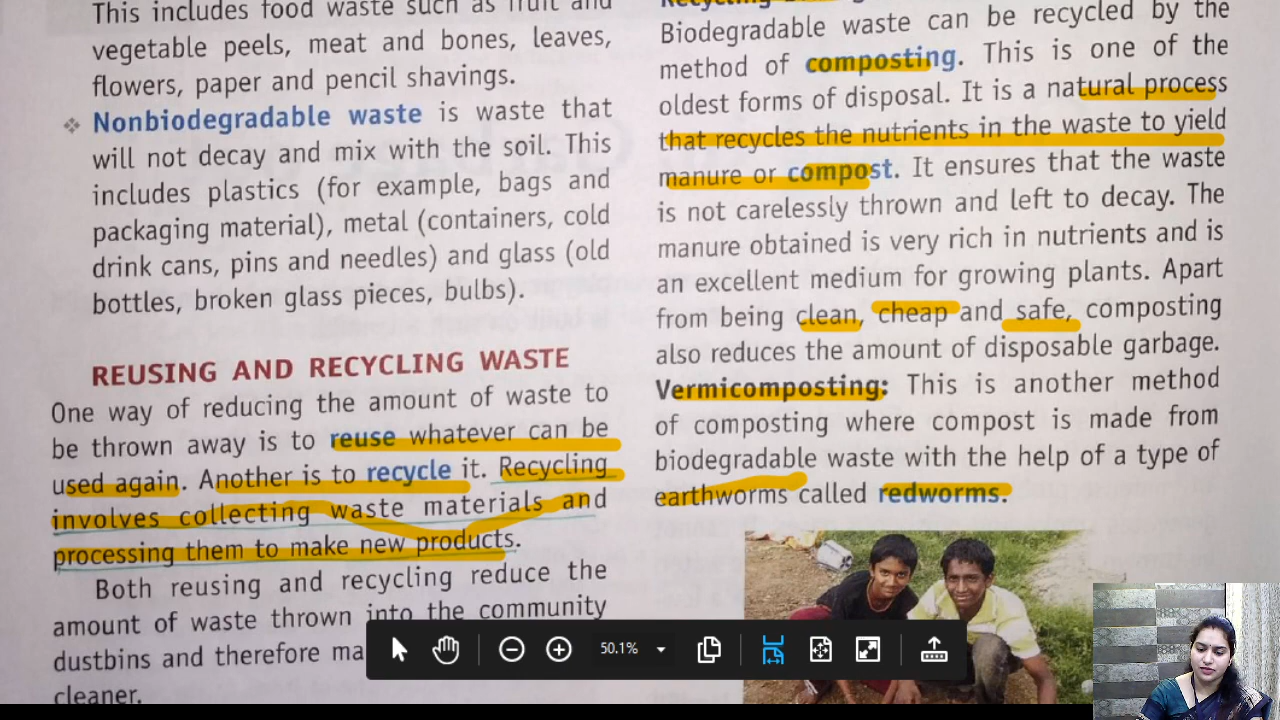 This includes food waste such as fruit and
vegetable peels, meat and bones, leaves,
flowers, paper and pencil shavings.
❖ Nonbiodegradable waste is waste that
will not decay and mix with the soil. This
includes plastics (for example, bags and
packaging material), metal (containers, cold
drink cans, pins and needles) and glass (old
bottles, broken glass pieces, bulbs).
REUSING AND RECYCLING WASTE
One way of reducing the amount of waste to
be thrown away is to reuse whatever can be
used again. Another is to recycle it. Recycling
involves collecting waste materials and
processing them to make new products.
Both reusing and recycling reduce the
amount of waste thrown into the community
dustbins and therefore ma
cleaner.
Recycling
Biodegradable waste can be recycled by the
method of composting. This is one of the
oldest forms of disposal. It is a natural process
that recycles the nutrients in the waste to yield
manure or compost. It ensures that the waste
is not carelessly thrown and left to decay. The
manure obtained is very rich in nutrients and is
an excellent medium for growing plants. Apart
from being clean, cheap and safe, composting
also reduces the amount of disposable garbage.
Vermicomposting: This is another method
of composting where compost is made from
biodegradable waste with the help of a type of
earthworms called redworms.
50.1%